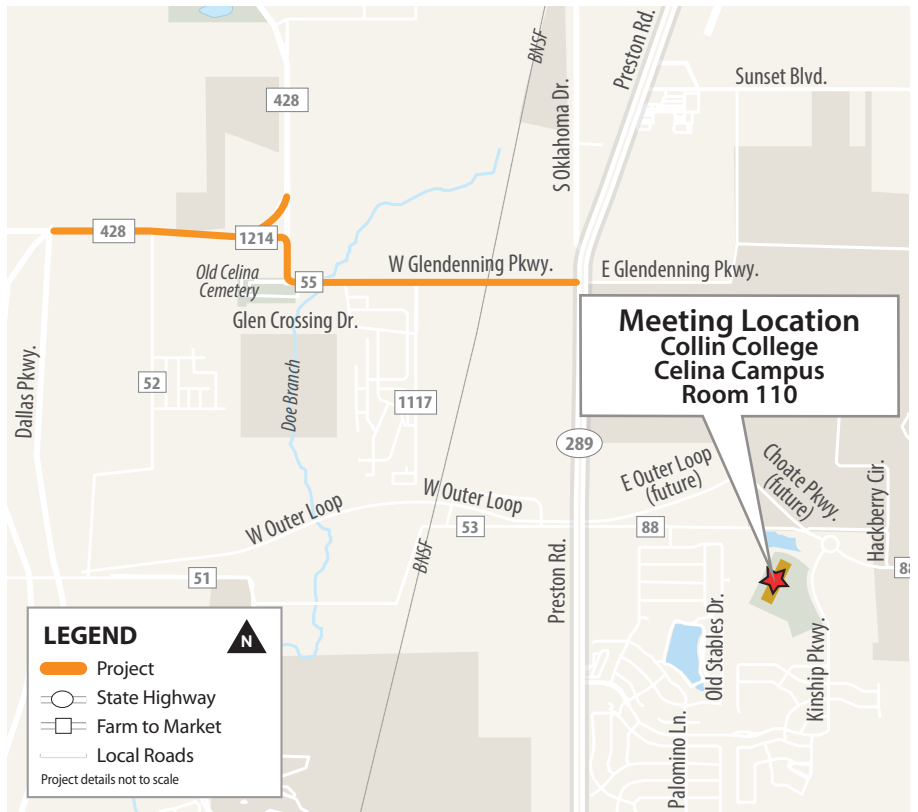 BNSF
Preston Rd.
Sunset Blvd.
428
S Oklahoma Dr.
428
1214
W Glendenning Pkwy.
E Glendenning Pkwy.
Old Celina
Cemetery
55
Glen Crossing Dr.
Meeting Location
Collin College
Celina Campus
Room 110
Dallas Pkwy.
52
Doe Branch
1117
289
E Outer Loop
(future)
Choate Pkwy.
(future)
Hackberry Cir.
W Outer Loop
W Outer Loop
53
88
88
BNSF
51
Preston Rd.
Old Stables Dr.
Kinship Pkwy.
Palomino Ln.
LEGEND
N
Project
State Highway
Farm to Market
Local Roads
Project details not to scale